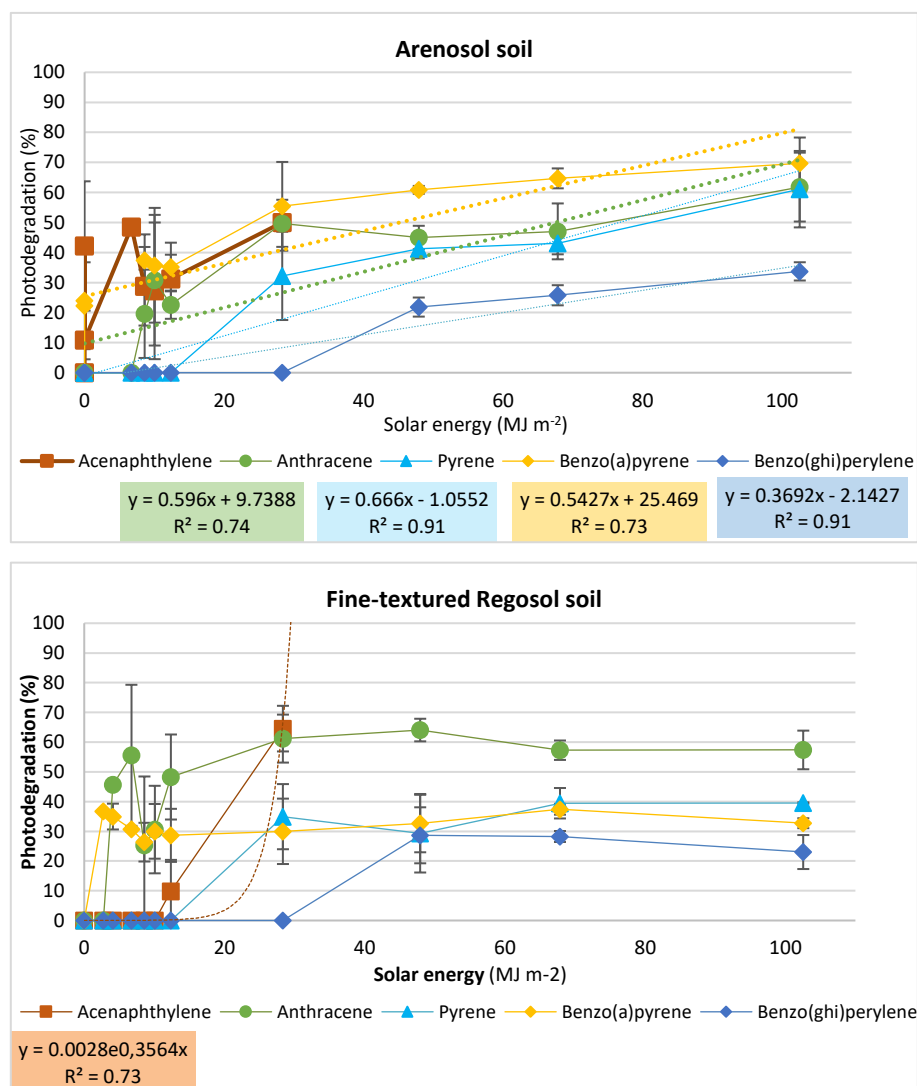 Arenosol soil
Photodegradation (%)
100
90
80
70
60
50
40
30
20
10
0
0 20 40 60 80 100
Solar energy (MJ m⁻²)
Acenaphthylene Anthracene Pyrene Benzo(a)pyrene Benzo(ghi)perylene
y = 0.596x + 9.7388
R² = 0.74
y = 0.666x - 1.0552
R² = 0.91
y = 0.5427x + 25.469
R² = 0.73
y = 0.3692x - 2.1427
R² = 0.91
Fine-textured Regosol soil
Photodegradation (%)
100
90
80
70
60
50
40
30
20
10
0
0 20 40 60 80 100
Solar energy (MJ m-2)
Acenaphthylene Anthracene Pyrene Benzo(a)pyrene Benzo(ghi)perylene
y = 0.0028e0,3564x
R² = 0.73